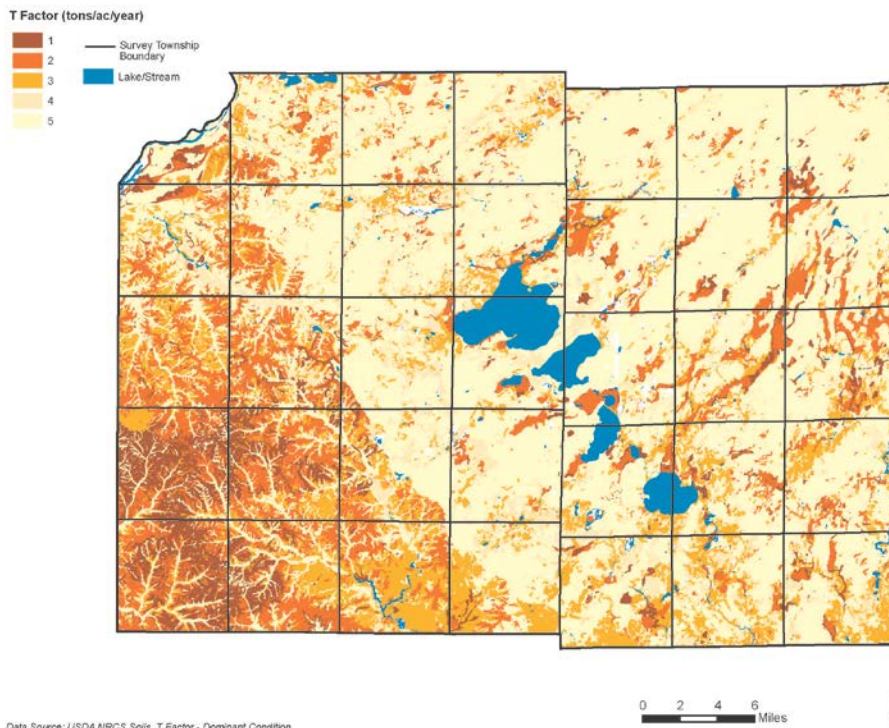 T Factor (tons/ac/year)
1
2
3
4
5
Survey Township
Boundary
Lake/Stream
0 2 4 6
Miles
Data Source: USDA NRCS Soils, T Factor - Dominant Condition